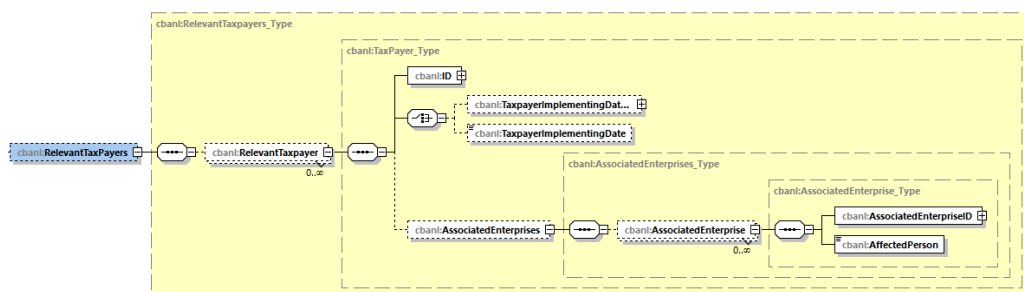 cbanl:RelevantTaxpayers_Type
cbanl:TaxPayer_Type
cbanl:ID
cbanl:TaxpayerImplementingDat...
cbanl:TaxpayerImplementingDate
cbanl:RelevantTaxPayers
cbanl:RelevantTaxpayer
0..∞
cbanl:AssociatedEnterprises_Type
cbanl:AssociatedEnterprise_Type
cbanl:AssociatedEnterpriseID
cbanl:AssociatedEnterprises
cbanl:AssociatedEnterprise
0..∞
cbanl:AffectedPerson